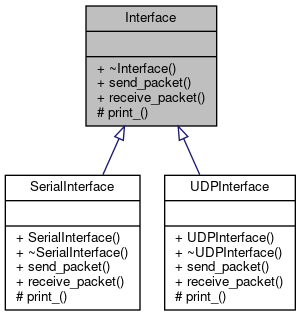 Interface
+ ~Interface()
+ send_packet()
+ receive_packet()
# print_()
SerialInterface
+ SerialInterface()
+ ~SerialInterface()
+ send_packet()
+ receive_packet()
# print_()
UDPInterface
+ UDPInterface()
+ ~UDPInterface()
+ send_packet()
+ receive_packet()
# print_()